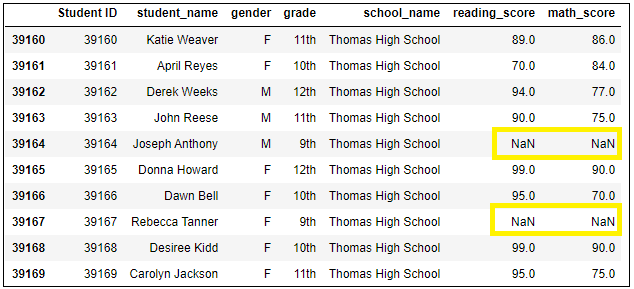 Student ID student_name gender grade school_name reading_score math_score
39160 39160 Katie Weaver F 11th Thomas High School 89.0 86.0
39161 39161 April Reyes F 10th Thomas High School 70.0 84.0
39162 39162 Derek Weeks M 12th Thomas High School 94.0 77.0
39163 39163 John Reese M 11th Thomas High School 90.0 75.0
39164 39164 Joseph Anthony M 9th Thomas High School NaN NaN
39165 39165 Donna Howard F 12th Thomas High School 99.0 90.0
39166 39166 Dawn Bell F 10th Thomas High School 95.0 70.0
39167 39167 Rebecca Tanner F 9th Thomas High School NaN NaN
39168 39168 Desiree Kidd F 10th Thomas High School 99.0 90.0
39169 39169 Carolyn Jackson F 11th Thomas High School 95.0 75.0